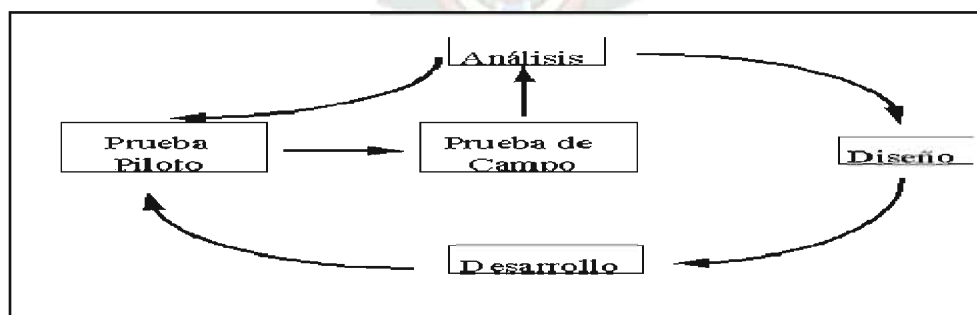 Análisis
Prueba
Piloto
Prueba de
Campo
Diseño
Desarrollo